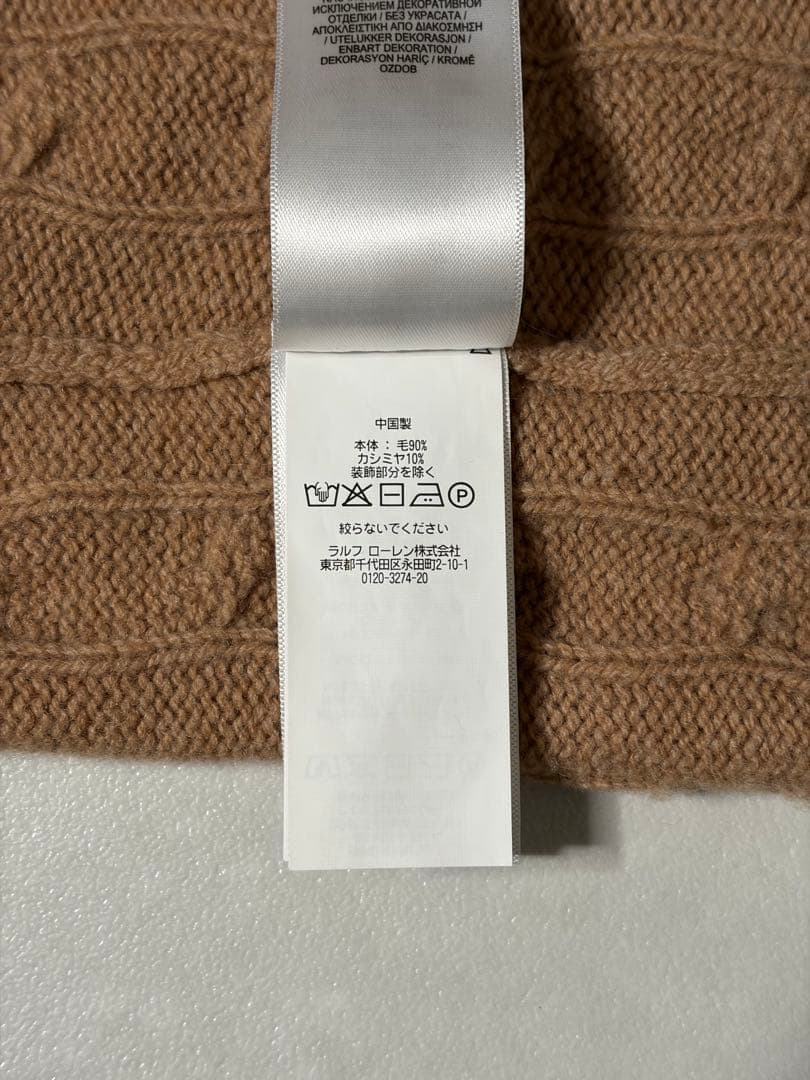 ИСКЛЮЧЕНИЕМ ДЕКОРАТИВНОЙ
ОТДЕЛКИ / БЕЗ УКРАСАТА /
ΑΠΟΚΛΕΙΣΤΙΚΗ ΑΠΟ ΔΙΑΚΟΣΜΗΣΗ
/ UTELUKKER DEKORASJON /
ENBART DEKORATION /
DEKORASYON HARİÇ / KROMĚ
OZDOB
中国製
本体 : 毛90%
カシミヤ10%
装飾部分を除く
P
絞らないでください
ラルフ ローレン株式会社
東京都千代田区永田町2-10-1
0120-3274-20